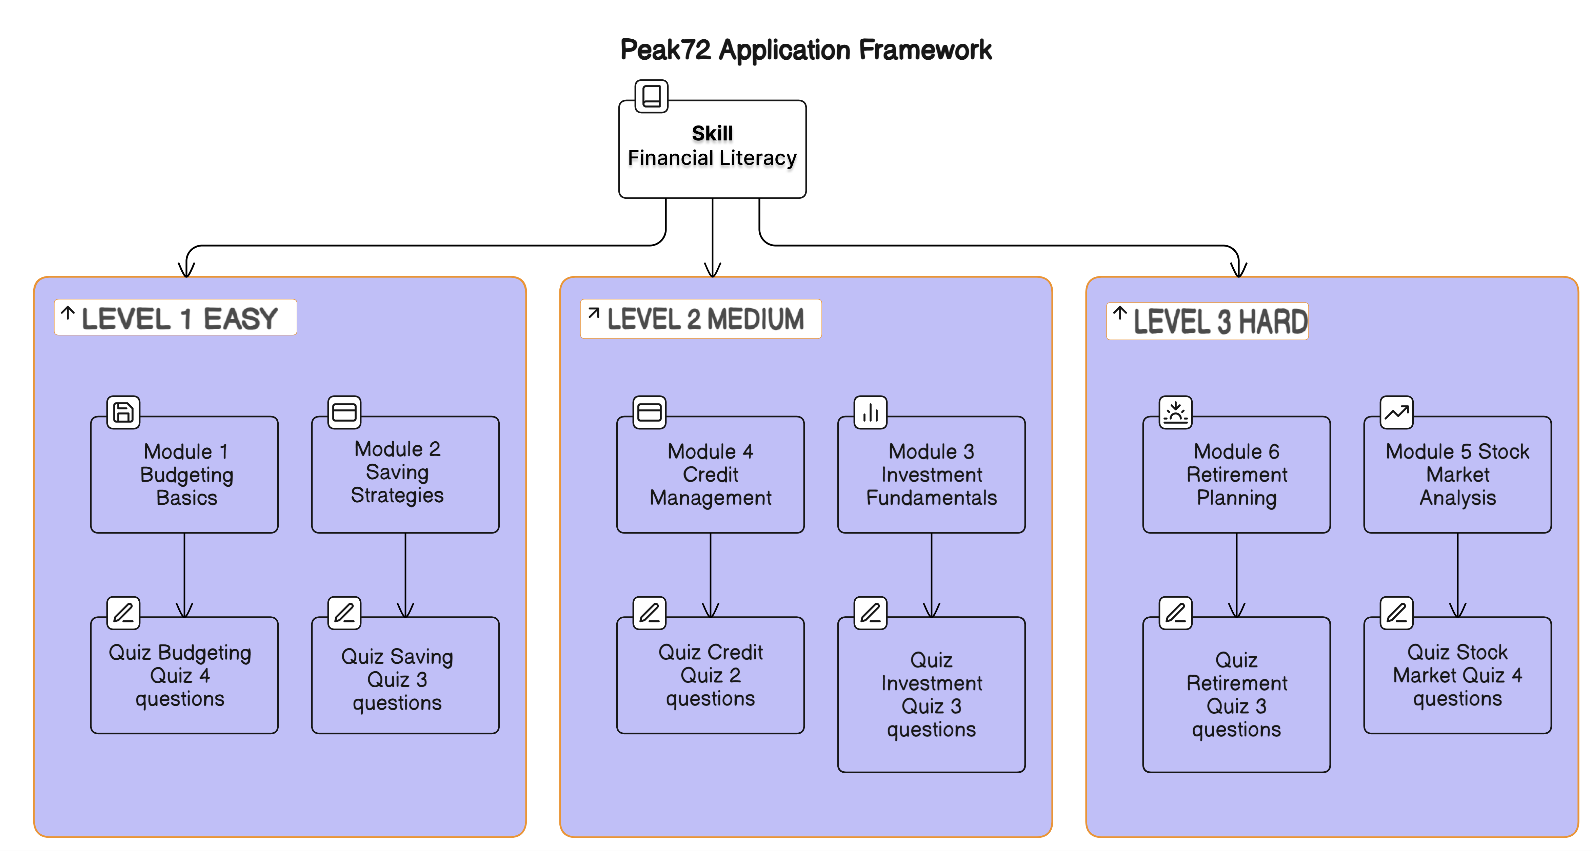 Peak72 Application Framework
Skill
Financial Literacy
LEVEL 1 EASY
Module 1
Budgeting
Basics
Module 2
Saving
Strategies
Quiz Budgeting
Quiz 4
questions
Quiz Saving
Quiz 3
questions
LEVEL 2 MEDIUM
Module 4
Credit
Management
Module 3
Investment
Fundamentals
Quiz Credit
Quiz 2
questions
Quiz
Investment
Quiz 3
questions
LEVEL 3 HARD
Module 6
Retirement
Planning
Module 5 Stock
Market
Analysis
Quiz
Retirement
Quiz 3
questions
Quiz Stock
Market Quiz 4
questions